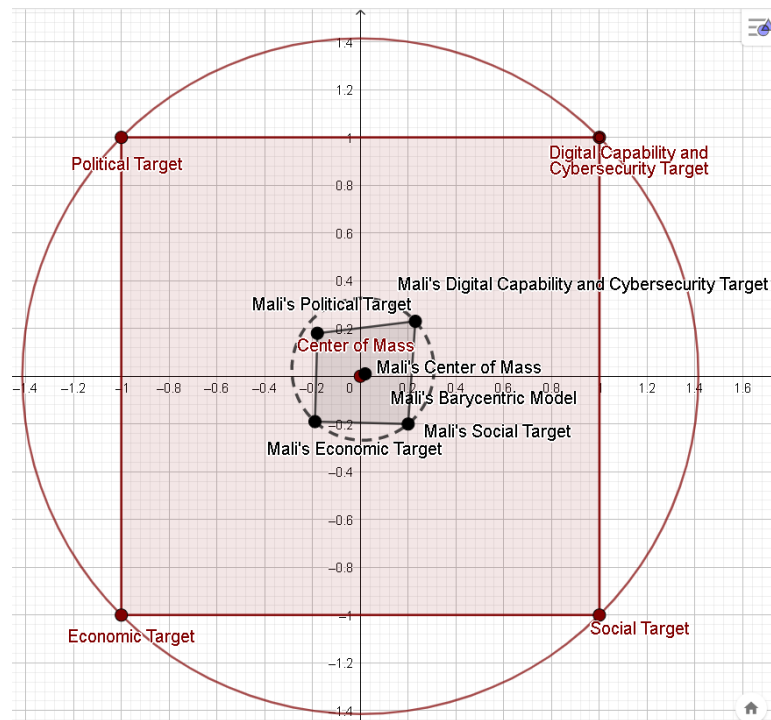 1.4
1.2
1
Political Target
Digital Capability and
Cybersecurity Target
0.8
0.6
0.4
Mali's Digital Capability and Cybersecurity Target
Mali's Political Target
0.2
Center of Mass
Mali's Center of Mass
−1.4 −1.2 −1 −0.8 −0.6 −0.4 −0.2 0 0.2 0.4 0.6 0.8 1 1.2 1.4 1.6
Mali's Barycentric Model
−0.2
Mali's Social Target
Mali's Economic Target
−0.4
−0.6
−0.8
−1
Economic Target
Social Target
−1.2
−1.4